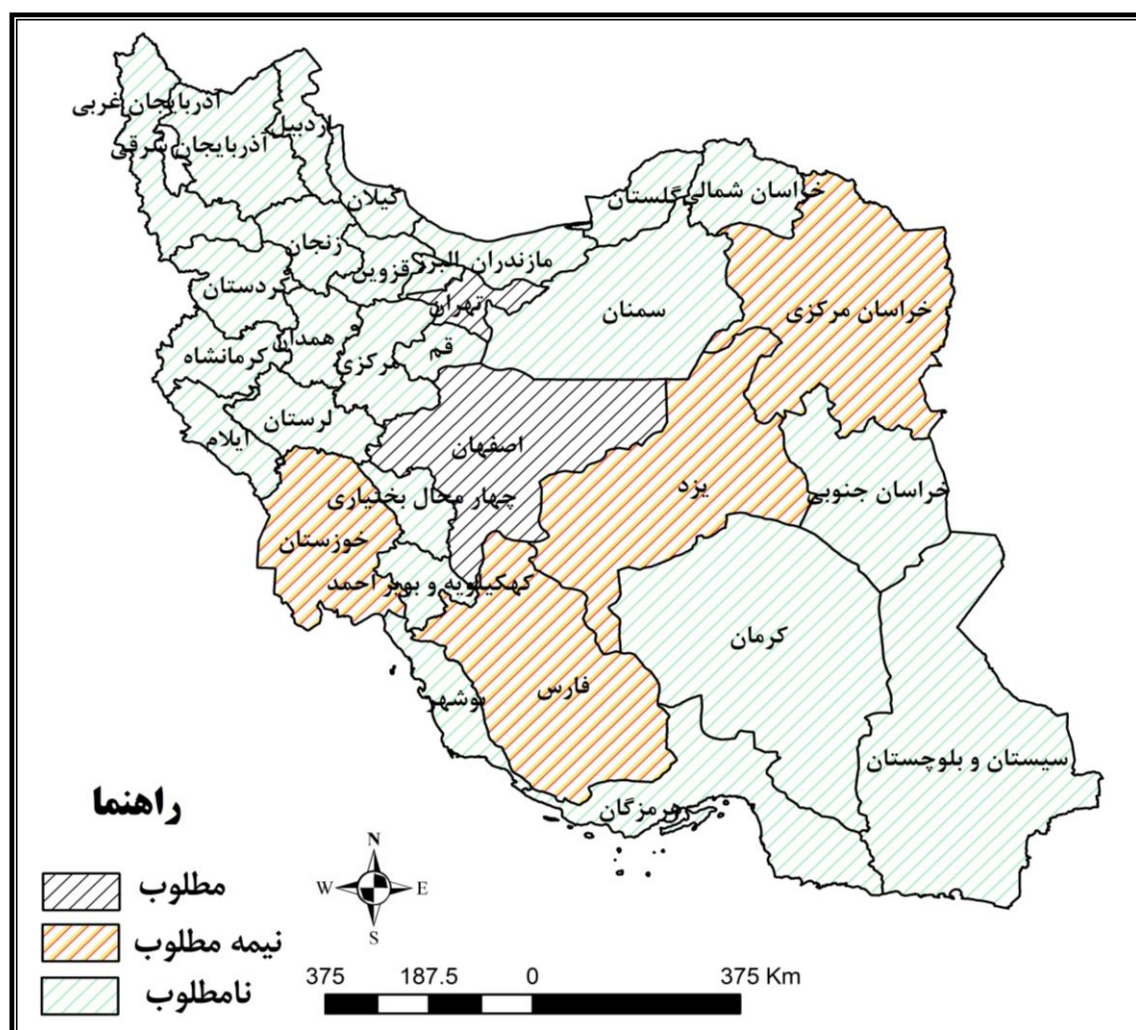 آذربایجان غربی
اردبیل
آذربایجان شرقی
گیلان
خراسان شمالی
گلستان
زنجان
مازندران
البرز
قزوین
کردستان
تهران
سمنان
خراسان مرکزی
همدان
کرمانشاه
قم
مرکزی
لرستان
ایلام
اصفهان
یزد
خراسان جنوبی
چهار محال بختیاری
خوزستان
کهکیلویه و بویر احمد
کرمان
فارس
بوشهر
سیستان و بلوچستان
هرمزگان
راهنما
مطلوب
نیمه مطلوب
نامطلوب
N
W E
S
375 187.5 0 375 Km